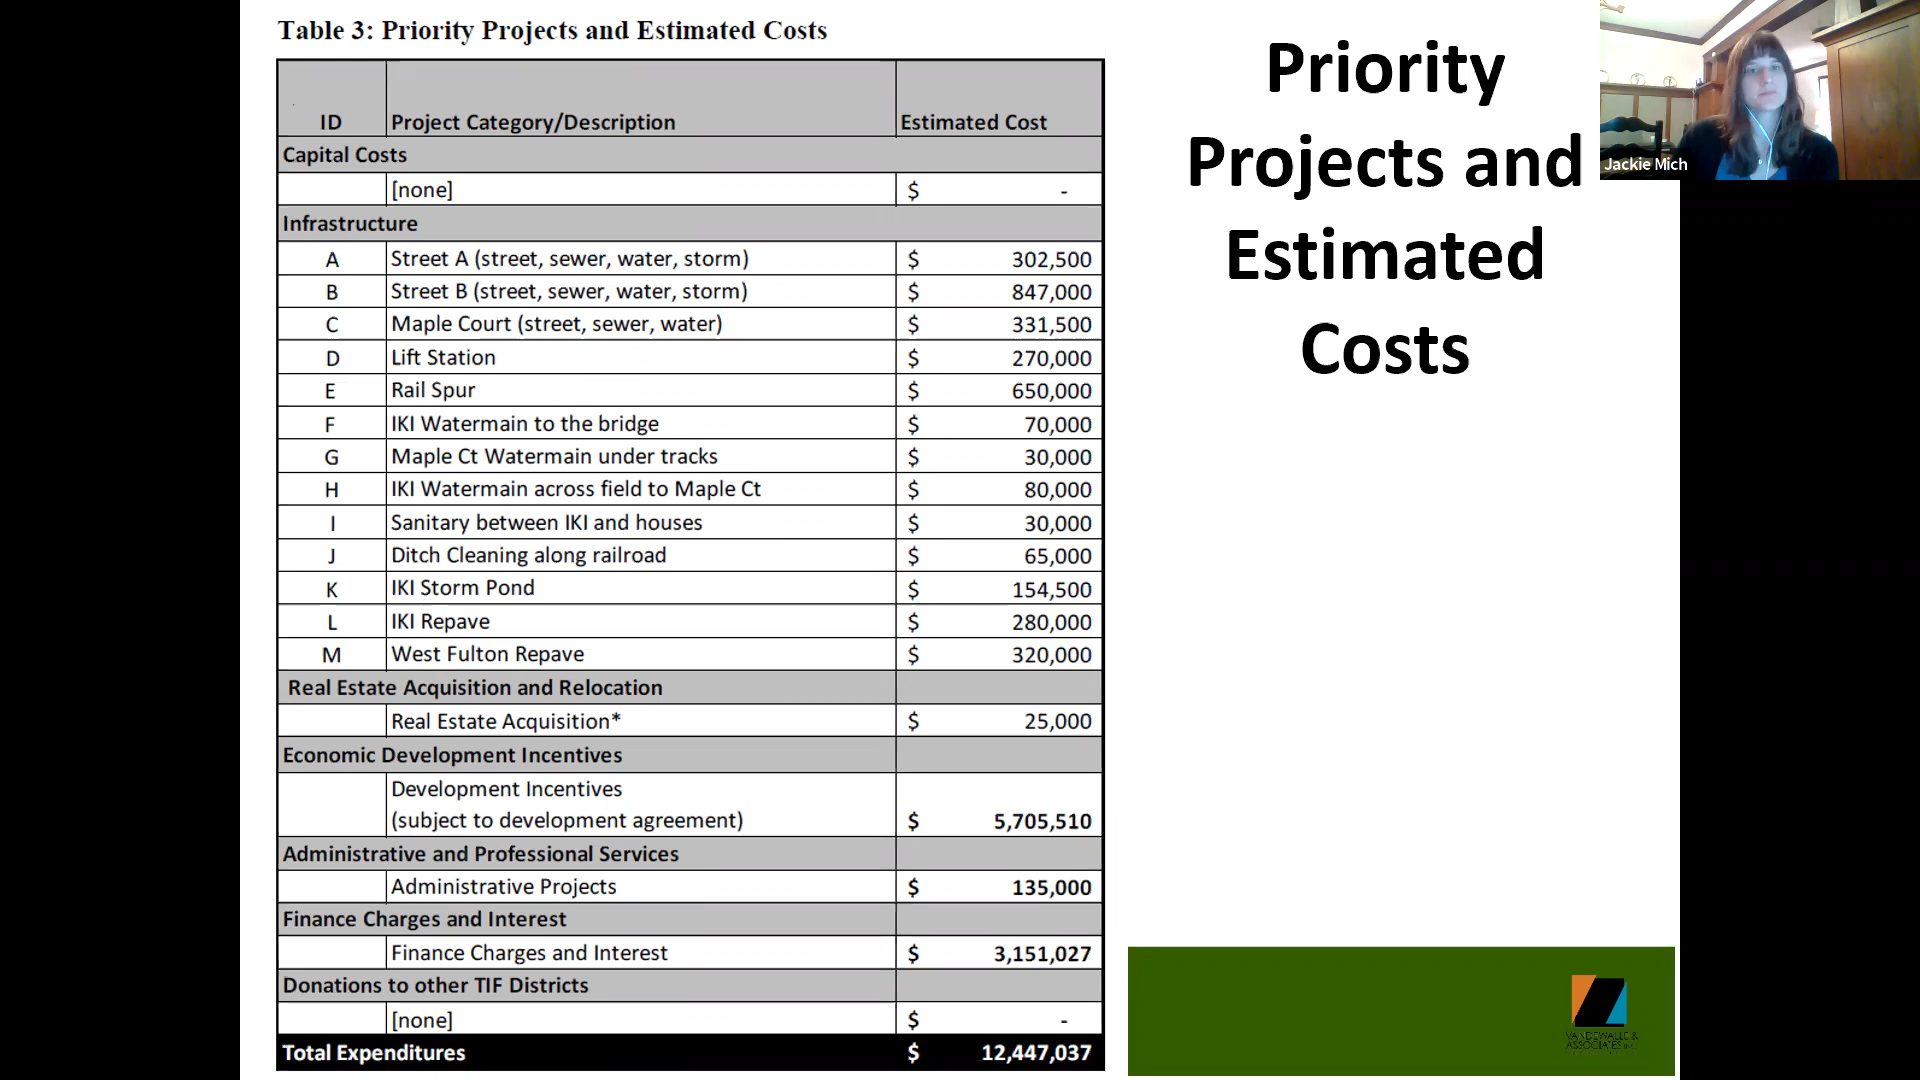 Table 3: Priority Projects and Estimated Costs
ID Project Category/Description Estimated Cost
Capital Costs
[none] $ -
Infrastructure
A Street A (street, sewer, water, storm) $ 302,500
B Street B (street, sewer, water, storm) $ 847,000
C Maple Court (street, sewer, water) $ 331,500
D Lift Station $ 270,000
E Rail Spur $ 650,000
F IKI Watermain to the bridge $ 70,000
G Maple Ct Watermain under tracks $ 30,000
H IKI Watermain across field to Maple Ct $ 80,000
I Sanitary between IKI and houses $ 30,000
J Ditch Cleaning along railroad $ 65,000
K IKI Storm Pond $ 154,500
L IKI Repave $ 280,000
M West Fulton Repave $ 320,000
Real Estate Acquisition and Relocation
Real Estate Acquisition* $ 25,000
Economic Development Incentives
Development Incentives
(subject to development agreement) $ 5,705,510
Administrative and Professional Services
Administrative Projects $ 135,000
Finance Charges and Interest
Finance Charges and Interest $ 3,151,027
Donations to other TIF Districts
[none] $ -
Total Expenditures $ 12,447,037
Priority
Projects and
Estimated
Costs
Jackie Mich
VANDEWALLE &
ASSOCIATES INC.